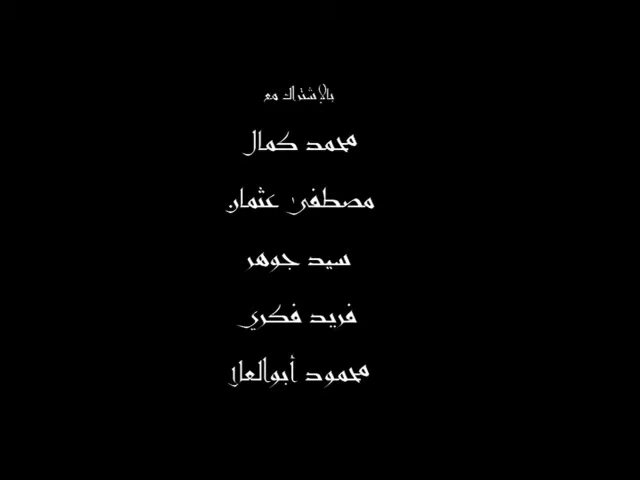 بالإشتراك مع
محمد كمال
مصطفى عثمان
سيد جوهر
فريد فكري
محمود أبوالعلا